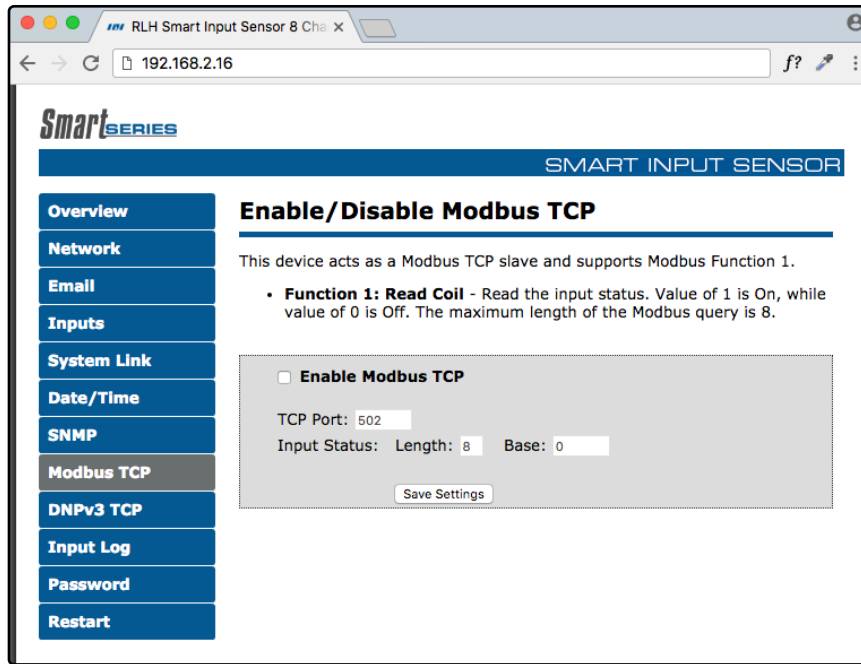 RLH Smart Input Sensor 8 Cha
192.168.2.16
f?
Smart SERIES
SMART INPUT SENSOR
Overview
Network
Email
Inputs
System Link
Date/Time
SNMP
Modbus TCP
DNPv3 TCP
Input Log
Password
Restart
Enable/Disable Modbus TCP
This device acts as a Modbus TCP slave and supports Modbus Function 1.
• Function 1: Read Coil - Read the input status. Value of 1 is On, while
value of 0 is Off. The maximum length of the Modbus query is 8.
Enable Modbus TCP
TCP Port: 502
Input Status: Length: 8 Base: 0
Save Settings